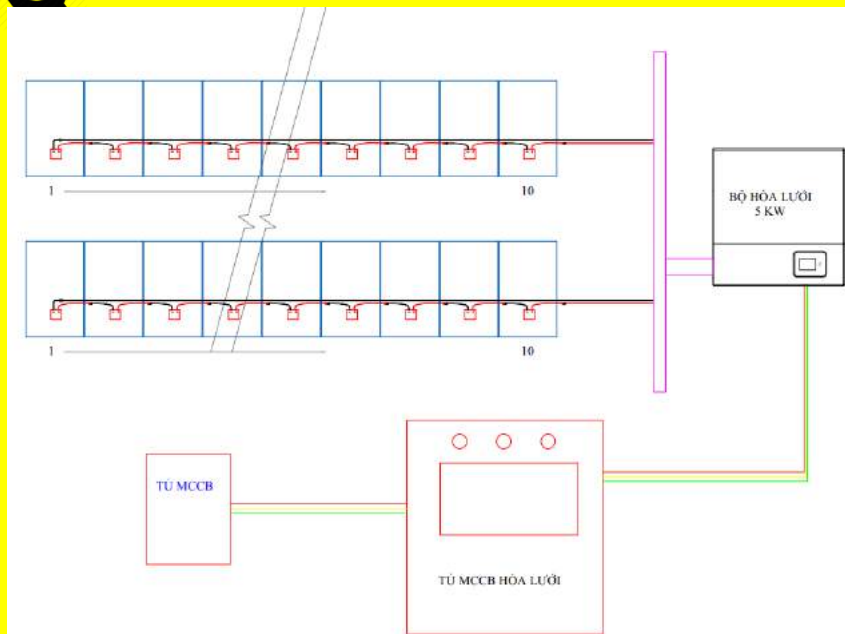 1
10
BỘ HÒA LƯỚI
5 KW
1
10
TỦ MCCB
TỦ MCCB HÒA LƯỚI